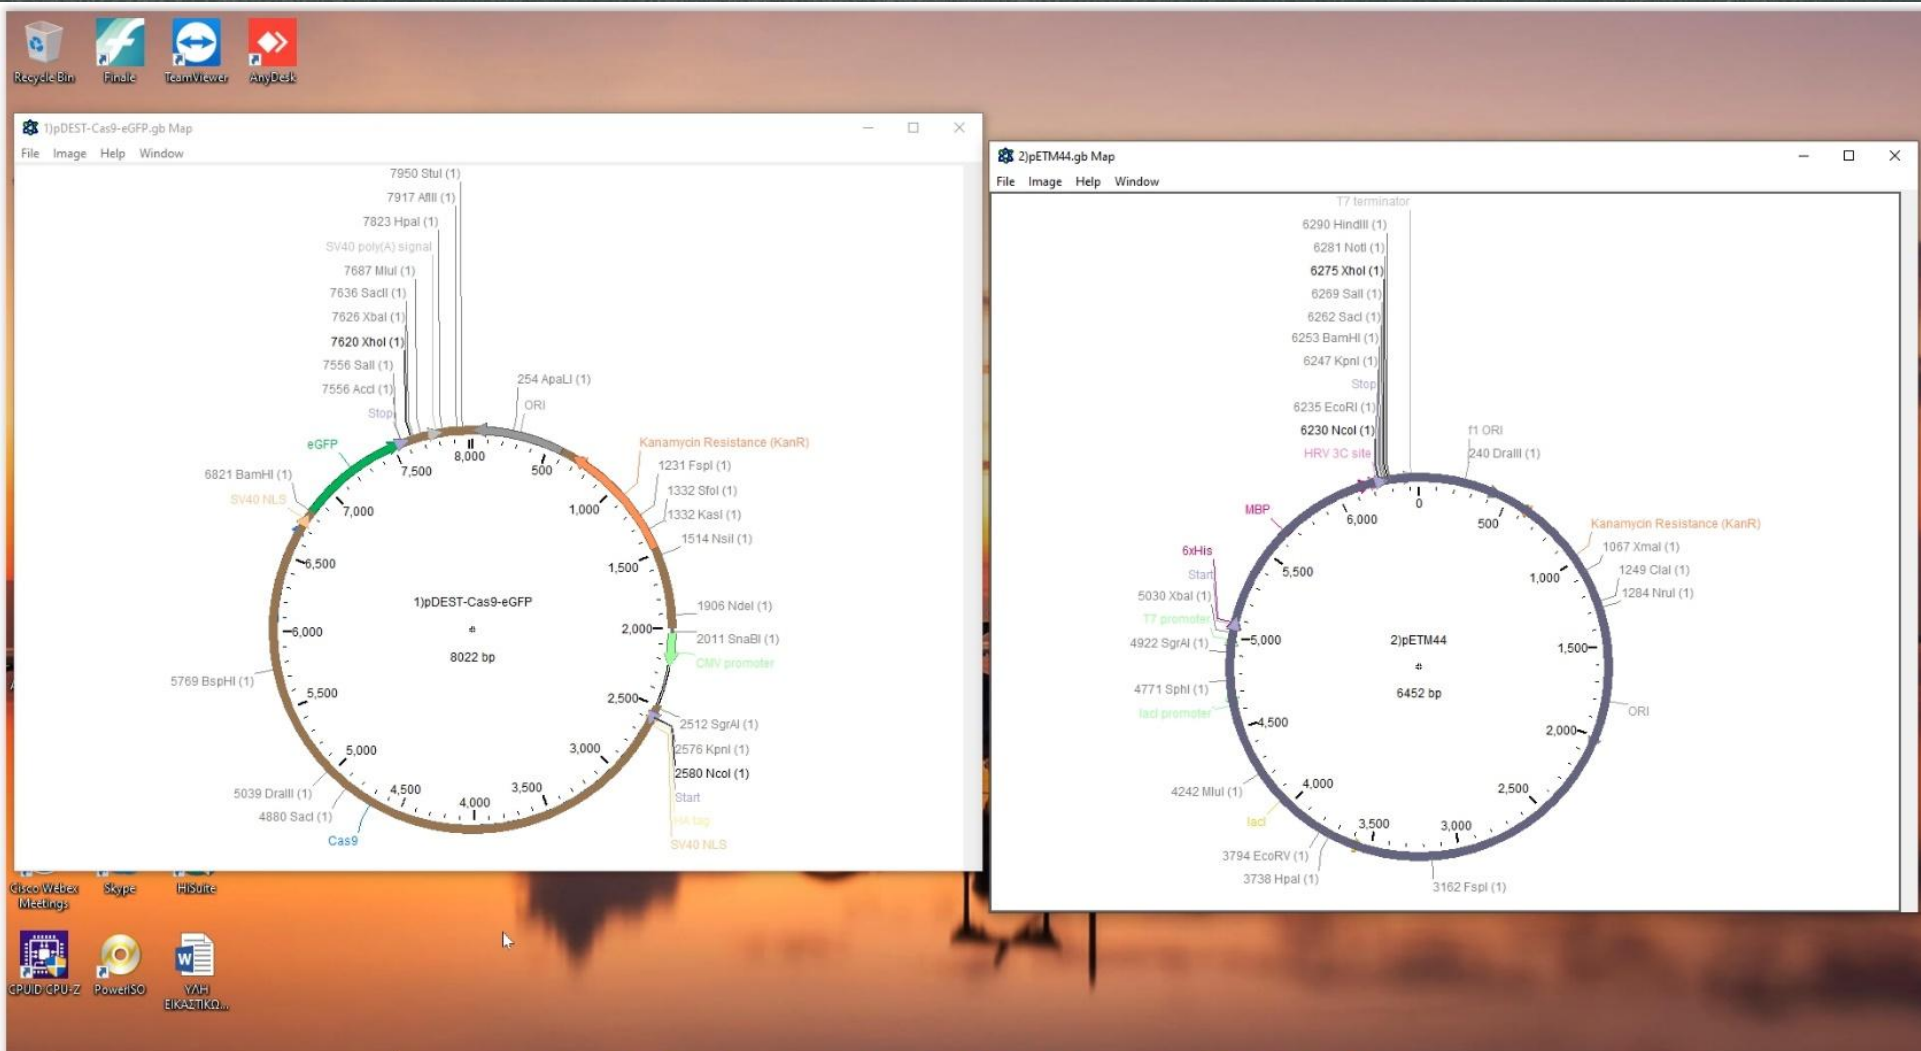 Recycle Bin
Finale
TeamViewer
AnyDesk
1)pDEST-Cas9-eGFP.gb Map
File Image Help Window
7950 StuI (1)
7917 AflII (1)
7823 HpaI (1)
SV40 poly(A) signal
7687 MluI (1)
7636 SacII (1)
7626 XbaI (1)
7620 XhoI (1)
7556 SalI (1)
7556 AccI (1)
Stop
eGFP
6821 BamHI (1)
SV40 NLS
254 ApaLI (1)
ORI
Kanamycin Resistance (KanR)
1231 FspI (1)
1332 SfoI (1)
1332 KasI (1)
1514 NsiI (1)
1906 NdeI (1)
2011 SnaBI (1)
CMV promoter
2512 SgrAI (1)
2576 KpnI (1)
2580 NcoI (1)
Start
HA tag
SV40 NLS
5769 BspHI (1)
5039 DraIII (1)
4880 SacI (1)
Cas9
8,000
500
1,000
1,500
2,000
2,500
3,000
3,500
4,000
4,500
5,000
5,500
6,000
6,500
7,000
7,500
1)pDEST-Cas9-eGFP
8022 bp
2)pETM44.gb Map
File Image Help Window
T7 terminator
6290 HindIII (1)
6281 NotI (1)
6275 XhoI (1)
6269 SalI (1)
6262 SacI (1)
6253 BamHI (1)
6247 KpnI (1)
Stop
6235 EcoRI (1)
6230 NcoI (1)
HRV 3C site
MBP
6xHis
Start
5030 XbaI (1)
T7 promoter
4922 SgrAI (1)
4771 SphI (1)
lacI promoter
4242 MluI (1)
lacI
3794 EcoRV (1)
3738 HpaI (1)
3162 FspI (1)
f1 ORI
240 DraIII (1)
Kanamycin Resistance (KanR)
1067 XmaI (1)
1249 ClaI (1)
1284 NruI (1)
ORI
0
500
1,000
1,500
2,000
2,500
3,000
3,500
4,000
4,500
5,000
5,500
6,000
2)pETM44
6452 bp
Cisco Webex
Meetings
Skype
HiSuite
CPUID CPU-Z
PowerISO
W
ΥΛΗ
ΕΙΚΑΣΤΙΚΩ...